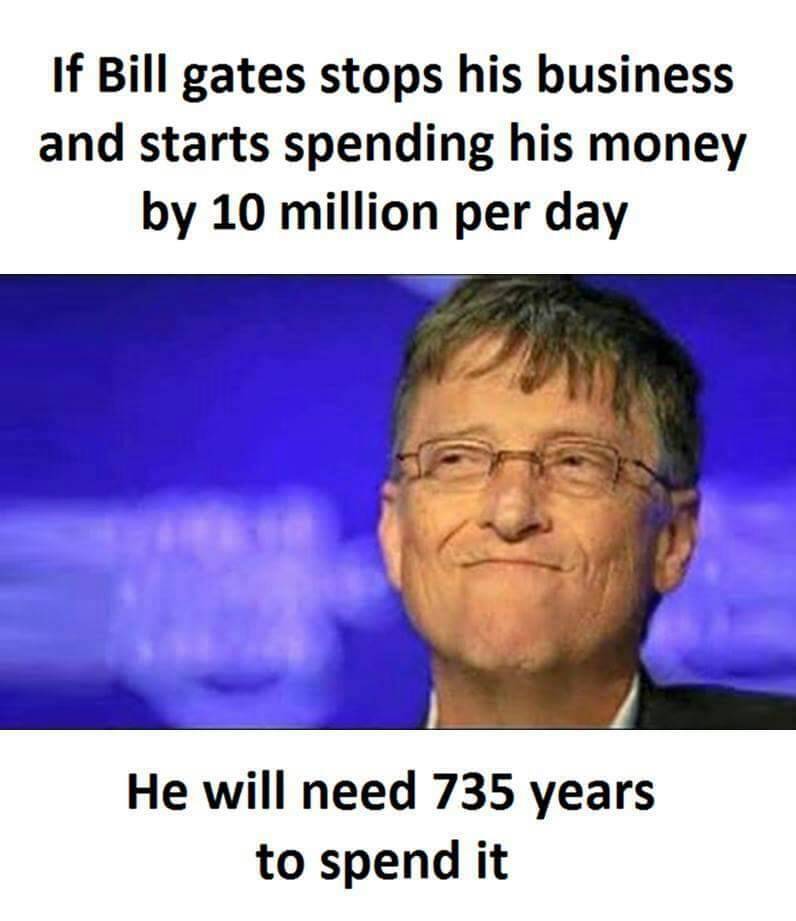 If Bill gates stops his business
and starts spending his money
by 10 million per day
He will need 735 years
to spend it